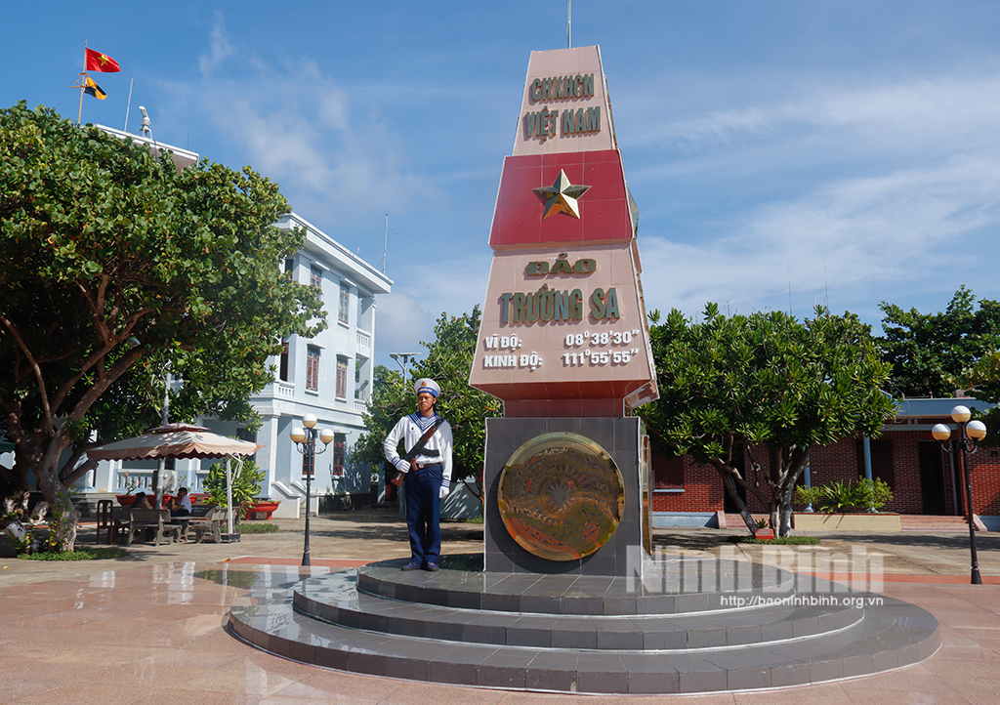 CHXHCN
VIỆT NAM
ĐẢO
TRƯỜNG SA
VĨ ĐỘ: 08°38'30"
KINH ĐỘ: 111°55'55"
Ninh Bình
http://baoninhbinh.org.vn